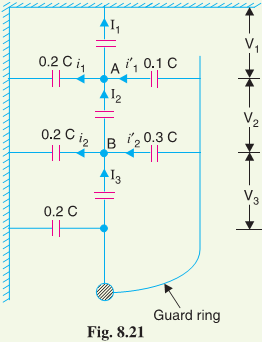 I₁
V₁
0.2 C i₁ A i'₁ 0.1 C
I₂
V₂
0.2 C i₂ B i'₂ 0.3 C
I₃
V₃
0.2 C
Guard ring
Fig. 8.21